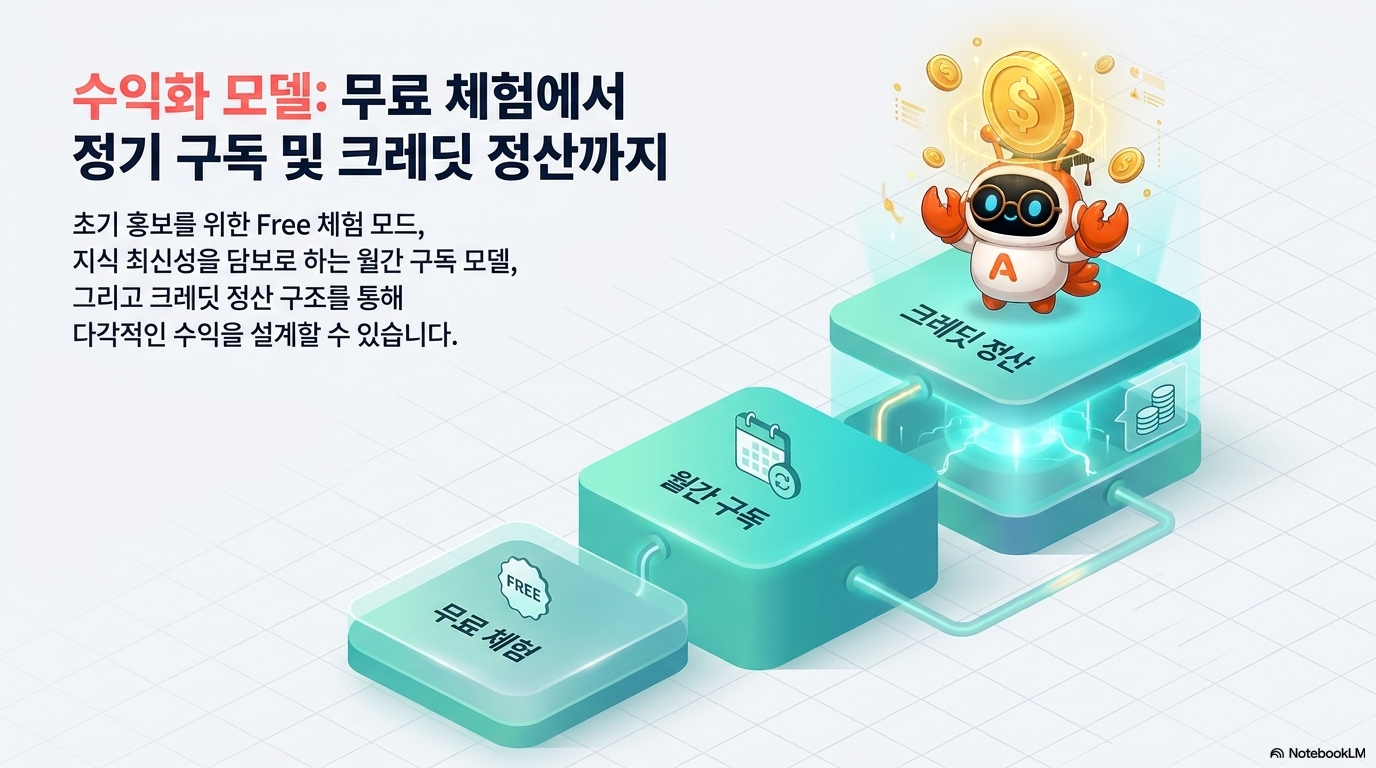 수익화 모델: 무료 체험에서
정기 구독 및 크레딧 정산까지
초기 홍보를 위한 Free 체험 모드,
지식 최신성을 담보로 하는 월간 구독 모델,
그리고 크레딧 정산 구조를 통해
다각적인 수익을 설계할 수 있습니다.
$
A
크레딧 정산
월간 구독
FREE
무료 체험
NotebookLM